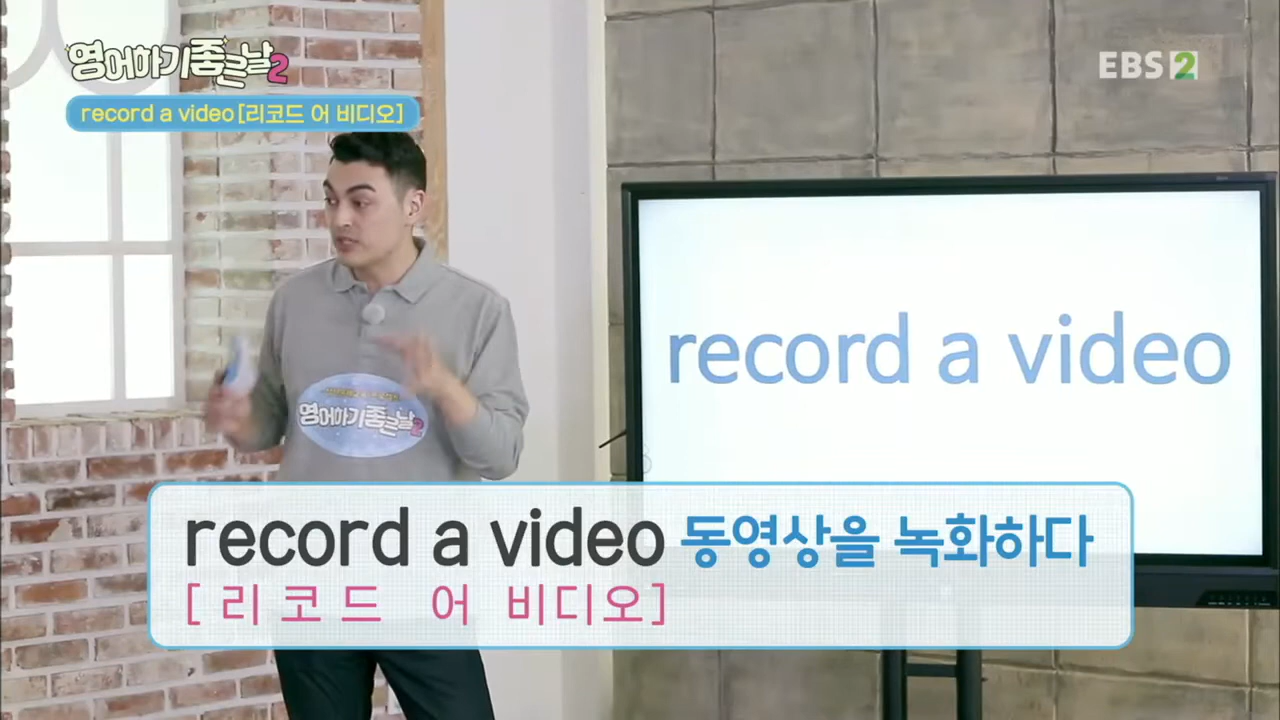 영어하기좋은날2
EBS 2
record a video[리코드 어 비디오]
record a video
영어하기좋은날2
record a video 동영상을 녹화하다
[리코드 어 비디오]